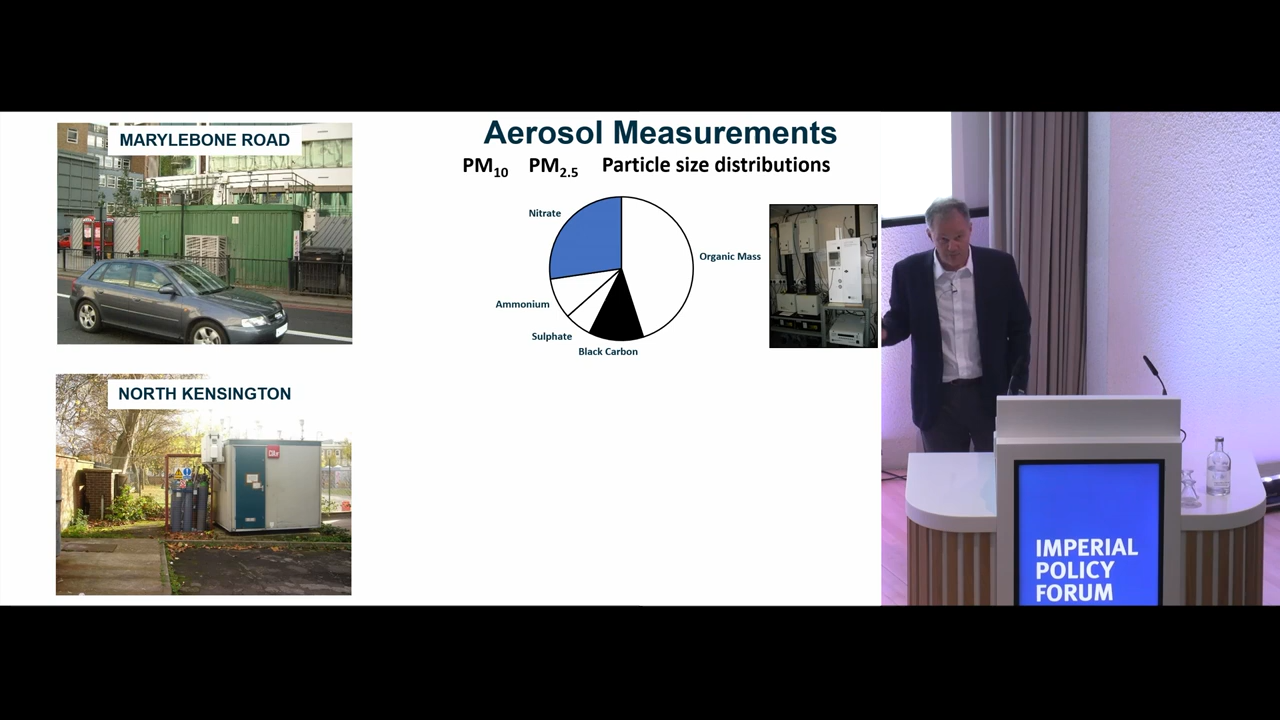 MARYLEBONE ROAD
Aerosol Measurements
PM10 PM2.5 Particle size distributions
Nitrate
Organic Mass
Ammonium
Sulphate
Black Carbon
NORTH KENSINGTON
IMPERIAL
POLICY
FORUM